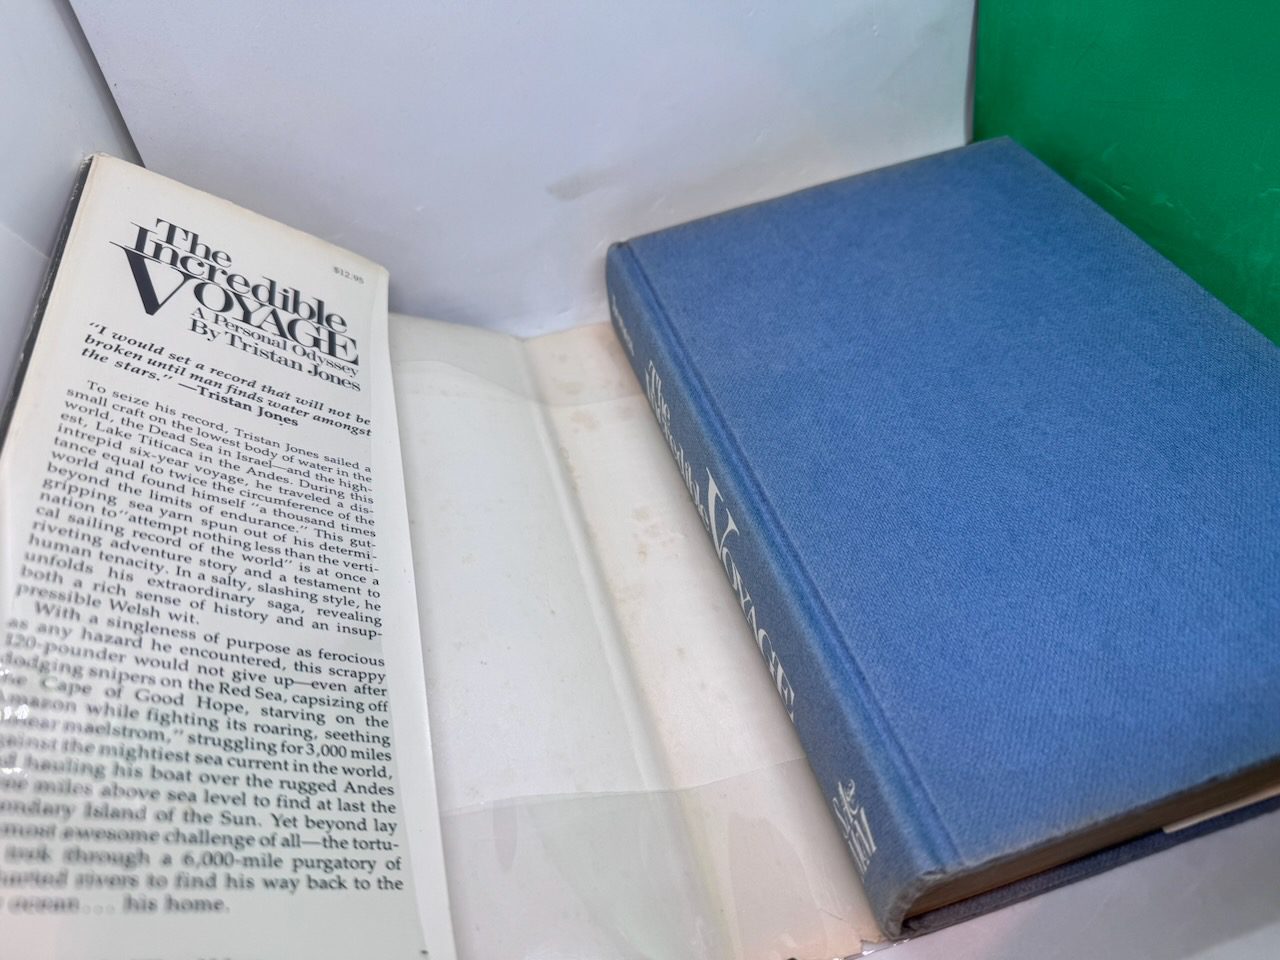 The
Incredible
VOYAGE
A Personal Odyssey
By Tristan Jones
$12.95
"I would set a record that will not be
broken until man finds water amongst
the stars." —Tristan Jones
To seize his record, Tristan Jones sailed a
small craft on the lowest body of water in the
world, the Dead Sea in Israel—and the high-
est, Lake Titicaca in the Andes. During this
intrepid six-year voyage, he traveled a dis-
tance equal to twice the circumference of the
world and found himself "a thousand times
beyond the limits of endurance." This gut-
gripping sea yarn spun out of his determi-
nation to "attempt nothing less than the verti-
cal sailing record of the world" is at once a
riveting adventure story and a testament to
human tenacity. In a salty, slashing style, he
unfolds his extraordinary saga, revealing
both a rich sense of history and an insup-
pressible Welsh wit.
With a singleness of purpose as ferocious
as any hazard he encountered, this scrappy
120-pounder would not give up—even after
dodging snipers on the Red Sea, capsizing off
Cape of Good Hope, starving on the
while fighting its roaring, seething
maelstrom," struggling for 3,000 miles
the mightiest sea current in the world,
hauling his boat over the rugged Andes
miles above sea level to find at last the
Island of the Sun. Yet beyond lay
awesome challenge of all—the tortu-
through a 6,000-mile purgatory of
rivers to find his way back to the
ocean.... his home.
The
Incredible
VOYAGE